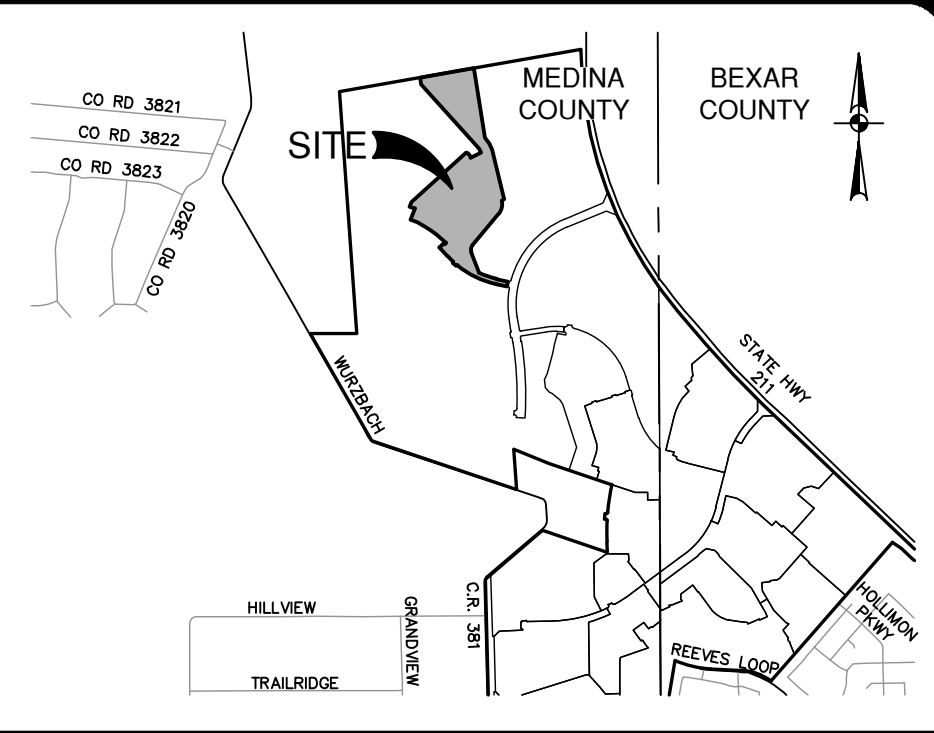 MEDINA
COUNTY
BEXAR
COUNTY
CO RD 3821
CO RD 3822
CO RD 3823
SITE
CO RD 3820
STATE HWY
211
WURZBACH
HILLVIEW
GRANDVIEW
C.R. 381
HOLLIMON
PKWY
REEVES LOOP
TRAILRIDGE